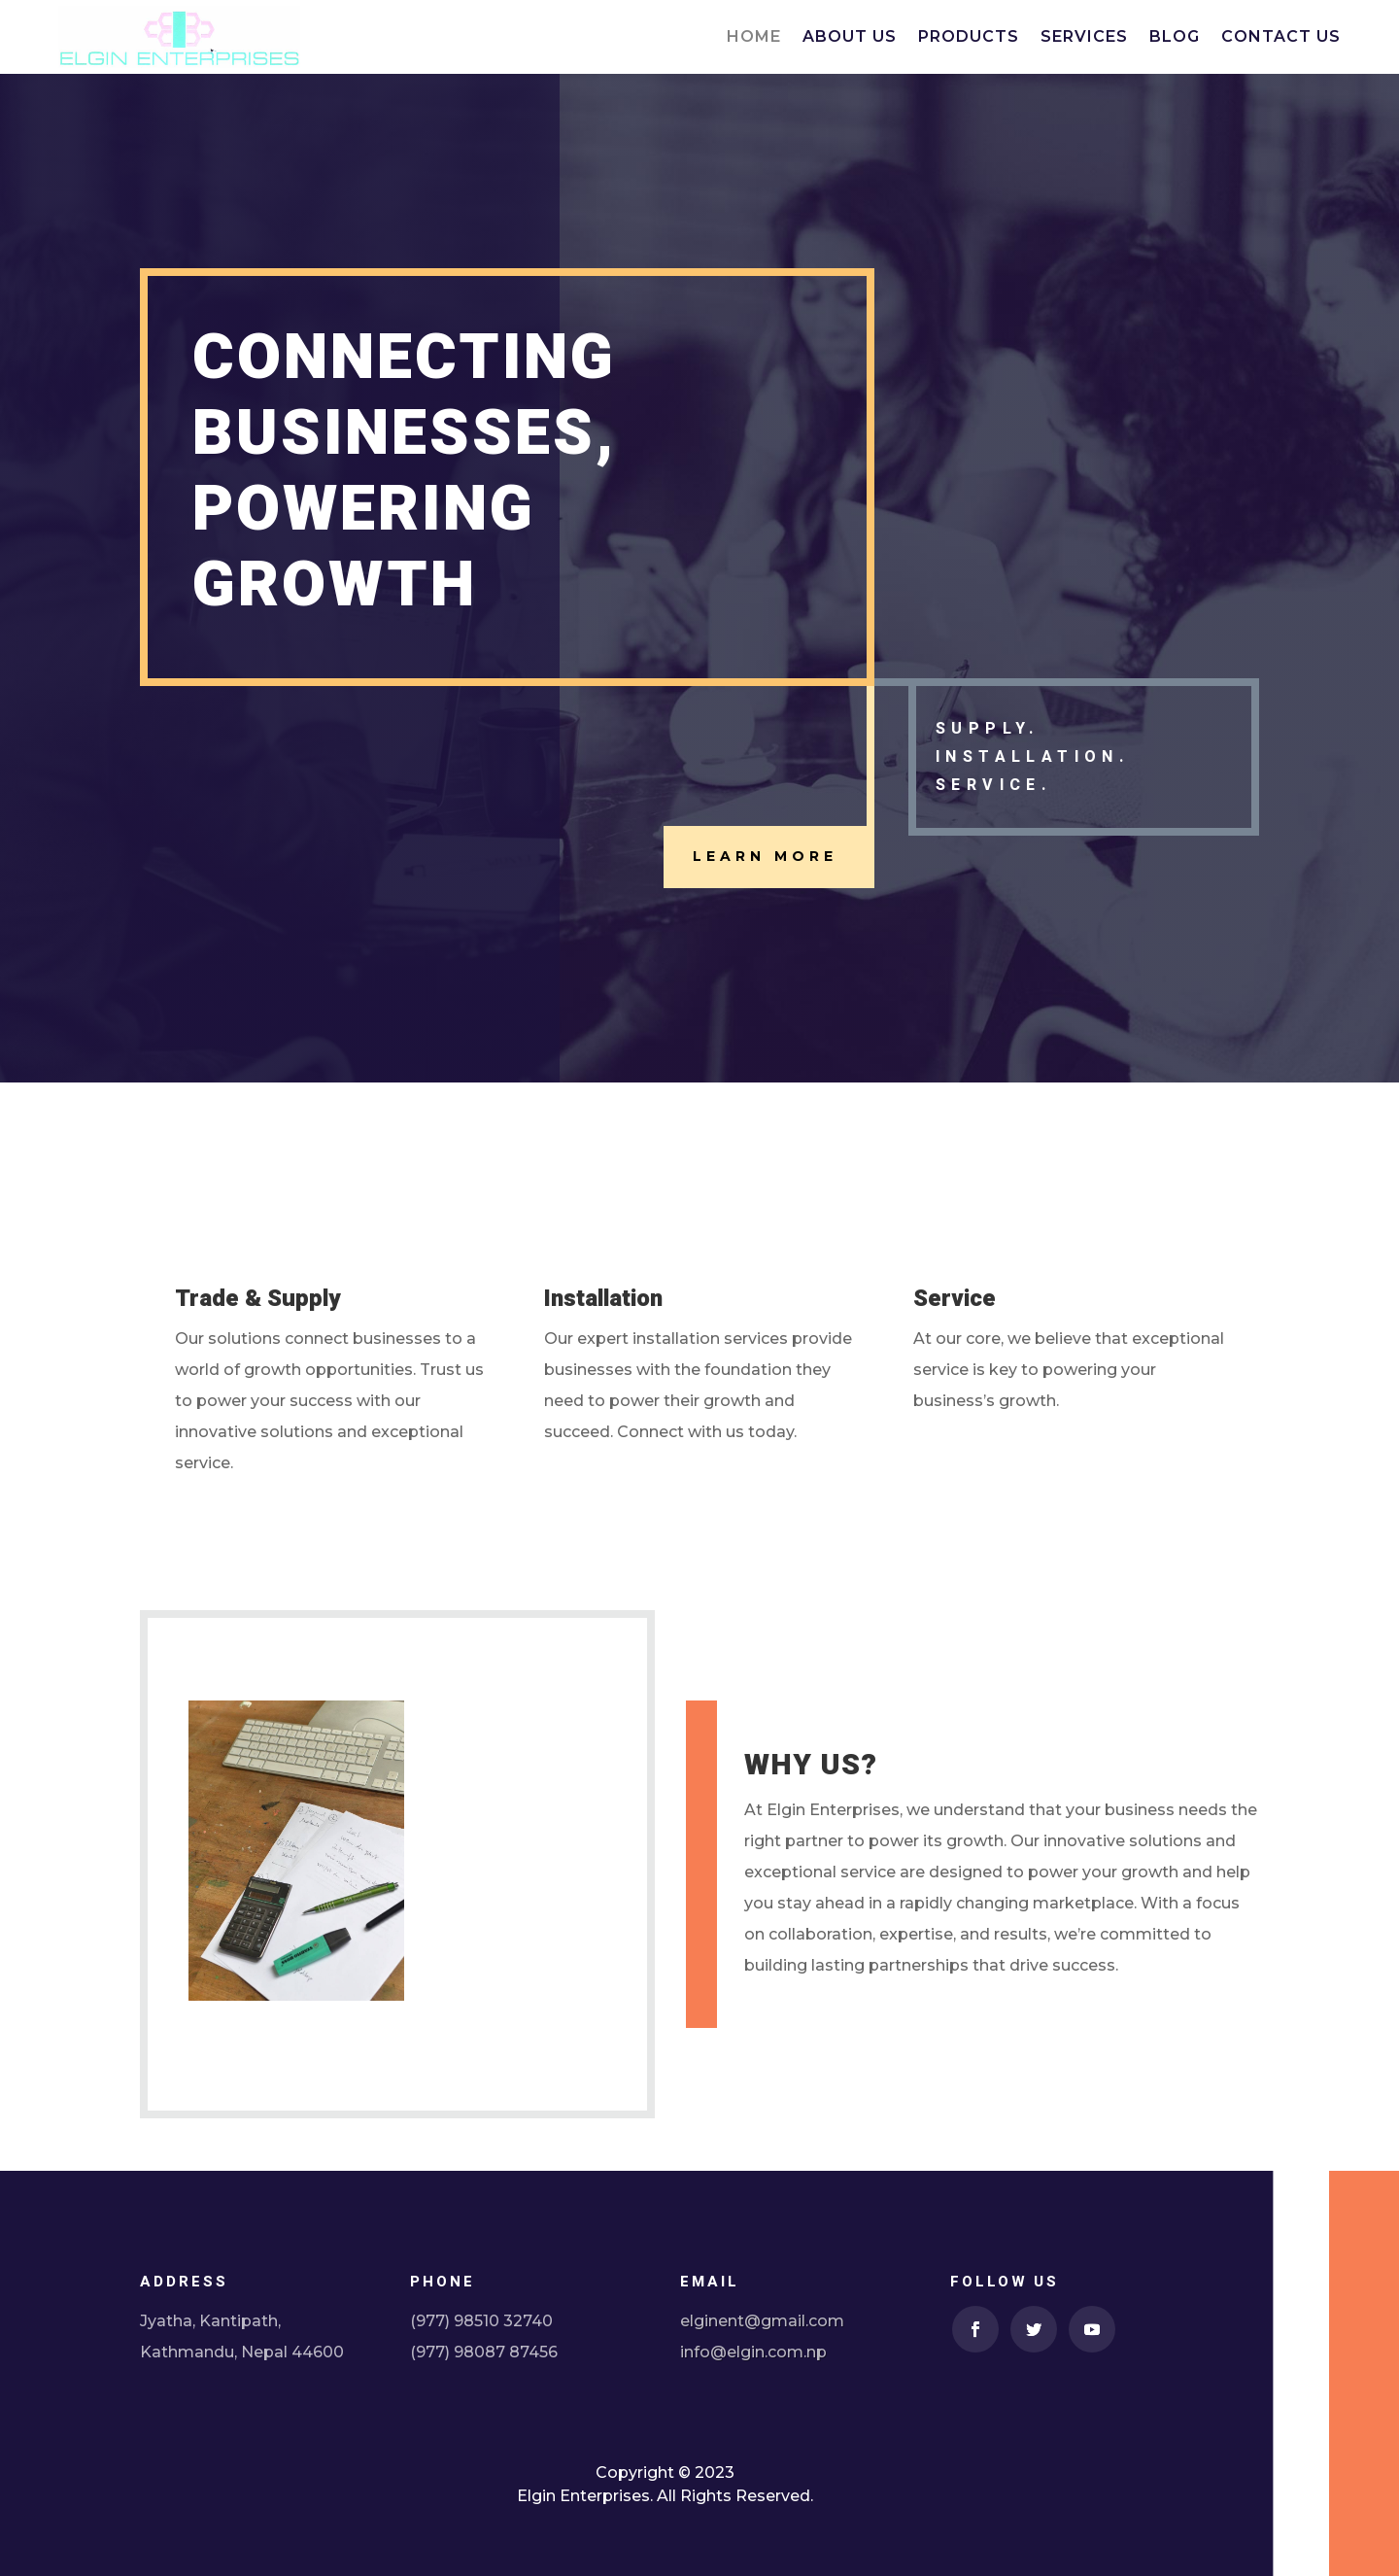 ELGIN ENTERPRISES
HOME ABOUT US PRODUCTS SERVICES BLOG CONTACT US
CONNECTING
BUSINESSES,
POWERING
GROWTH
SUPPLY.
INSTALLATION.
SERVICE.
LEARN MORE
Trade & Supply
Our solutions connect businesses to a
world of growth opportunities. Trust us
to power your success with our
innovative solutions and exceptional
service.
Installation
Our expert installation services provide
businesses with the foundation they
need to power their growth and
succeed. Connect with us today.
Service
At our core, we believe that exceptional
service is key to powering your
business’s growth.
WHY US?
At Elgin Enterprises, we understand that your business needs the
right partner to power its growth. Our innovative solutions and
exceptional service are designed to power your growth and help
you stay ahead in a rapidly changing marketplace. With a focus
on collaboration, expertise, and results, we’re committed to
building lasting partnerships that drive success.
ADDRESS
Jyatha, Kantipath,
Kathmandu, Nepal 44600
PHONE
(977) 98510 32740
(977) 98087 87456
EMAIL
elginent@gmail.com
info@elgin.com.np
FOLLOW US
Copyright © 2023
Elgin Enterprises. All Rights Reserved.